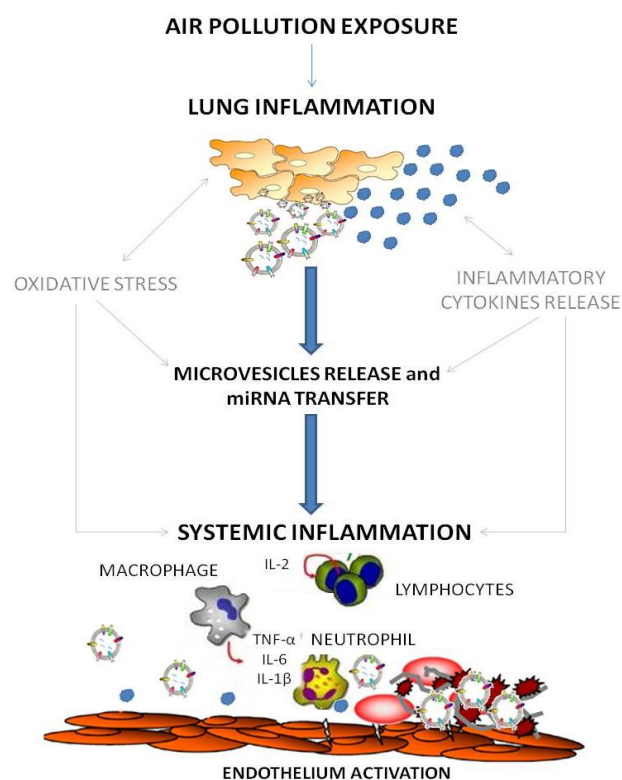 AIR POLLUTION EXPOSURE
LUNG INFLAMMATION
OXIDATIVE STRESS
INFLAMMATORY
CYTOKINES RELEASE
MICROVESICLES RELEASE and
miRNA TRANSFER
SYSTEMIC INFLAMMATION
IL-2
MACROPHAGE
LYMPHOCYTES
TNF-α
NEUTROPHIL
IL-6
IL-1β
ENDOTHELIUM ACTIVATION